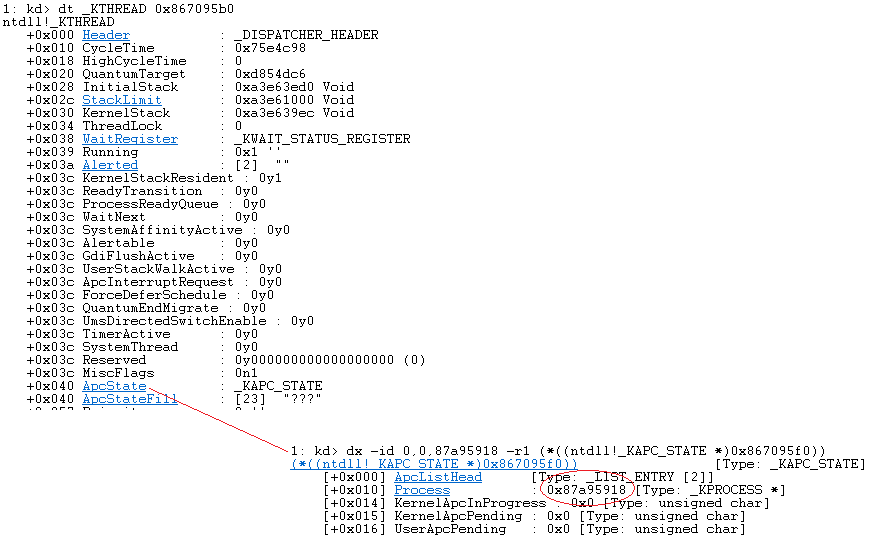 1: kd> dt _KTHREAD 0x867095b0
ntdll!_KTHREAD
+0x000 Header : _DISPATCHER_HEADER
+0x010 CycleTime : 0x75e4c98
+0x018 HighCycleTime : 0
+0x020 QuantumTarget : 0xd854dc6
+0x028 InitialStack : 0xa3e63ed0 Void
+0x02c StackLimit : 0xa3e61000 Void
+0x030 KernelStack : 0xa3e639ec Void
+0x034 ThreadLock : 0
+0x038 WaitRegister : _KWAIT_STATUS_REGISTER
+0x039 Running : 0x1 ''
+0x03a Alerted : [2] ""
+0x03c KernelStackResident : 0y1
+0x03c ReadyTransition : 0y0
+0x03c ProcessReadyQueue : 0y0
+0x03c WaitNext : 0y0
+0x03c SystemAffinityActive : 0y0
+0x03c Alertable : 0y0
+0x03c GdiFlushActive : 0y0
+0x03c UserStackWalkActive : 0y0
+0x03c ApcInterruptRequest : 0y0
+0x03c ForceDeferSchedule : 0y0
+0x03c QuantumEndMigrate : 0y0
+0x03c UmsDirectedSwitchEnable : 0y0
+0x03c TimerActive : 0y0
+0x03c SystemThread : 0y0
+0x03c Reserved : 0y000000000000000000 (0)
+0x03c MiscFlags : 0n1
+0x040 ApcState : _KAPC_STATE
+0x040 ApcStateFill : [23] "???"
1: kd> dx -id 0,0,87a95918 -r1 (*((ntdll!_KAPC_STATE *)0x867095f0))
(*((ntdll!_KAPC_STATE *)0x867095f0)) [Type: _KAPC_STATE]
[+0x000] ApcListHead [Type: _LIST_ENTRY [2]]
[+0x010] Process : 0x87a95918 [Type: _KPROCESS *]
[+0x014] KernelApcInProgress : 0x0 [Type: unsigned char]
[+0x015] KernelApcPending : 0x0 [Type: unsigned char]
[+0x016] UserApcPending : 0x0 [Type: unsigned char]